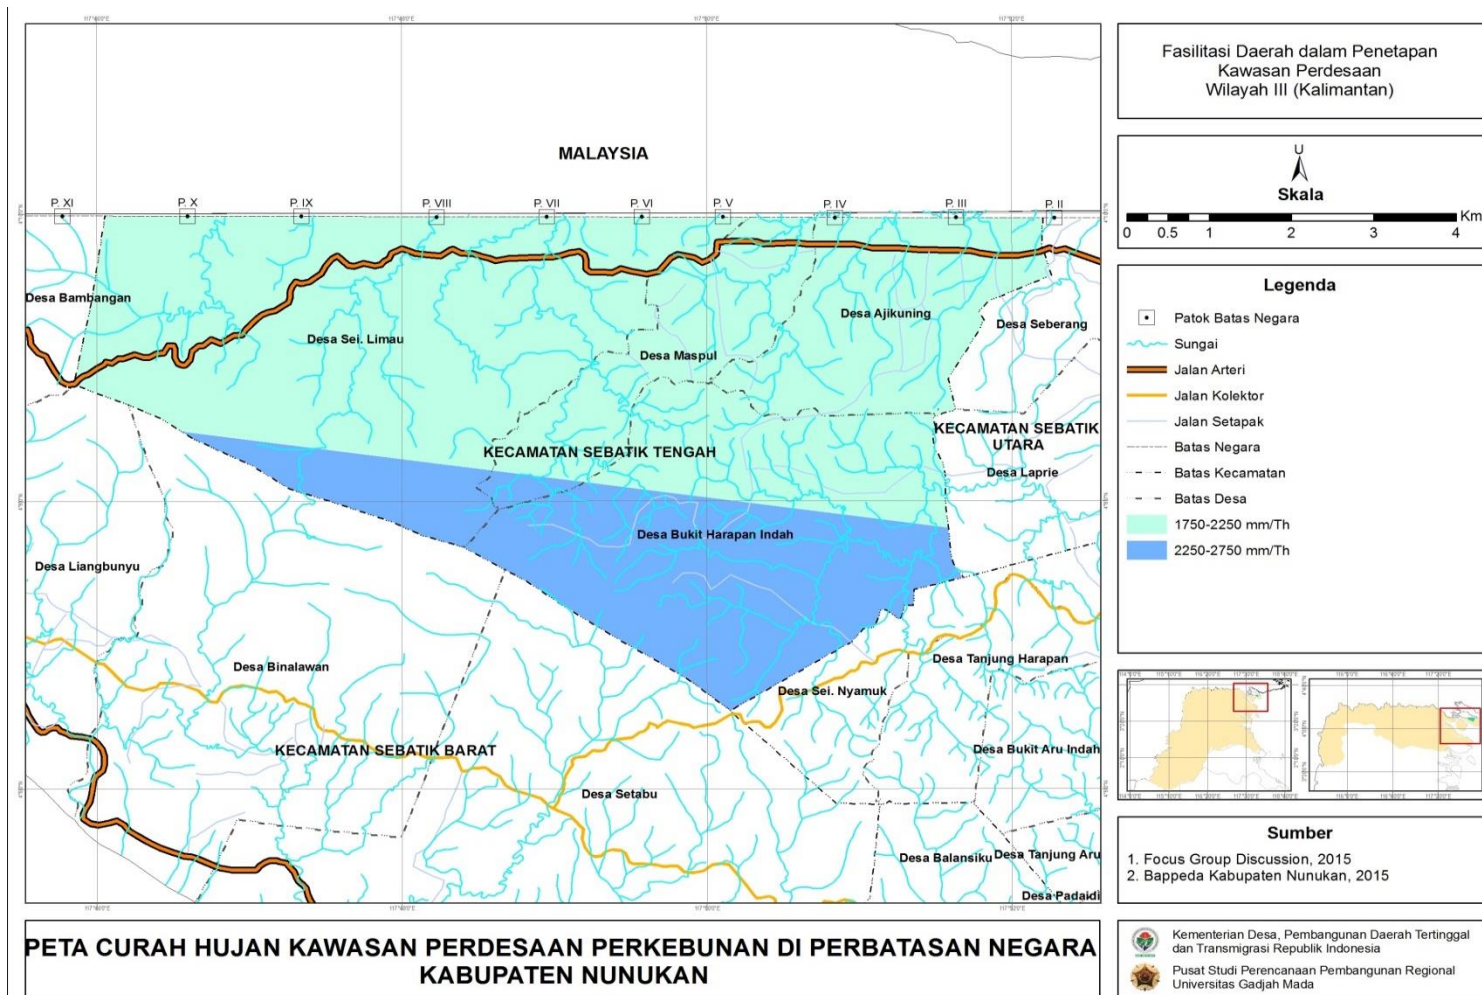 Fasilitasi Daerah dalam Penetapan
Kawasan Perdesaan
Wilayah III (Kalimantan)
U
Skala
Km
0 0.5 1 2 3 4
Legenda
Patok Batas Negara
Sungai
Jalan Arteri
Jalan Kolektor
Jalan Setapak
Batas Negara
Batas Kecamatan
Batas Desa
1750-2250 mm/Th
2250-2750 mm/Th
MALAYSIA
P. XI
P. X
P. IX
P. VIII
P. VII
P. VI
P. V
P. IV
P. III
P. II
Desa Bambangan
Desa Sei. Limau
Desa Maspul
Desa Ajikuning
Desa Seberang
KECAMATAN SEBATIK TENGAH
KECAMATAN SEBATIK
UTARA
Desa Laprie
Desa Bukit Harapan Indah
Desa Liangbunyu
Desa Binalawan
Desa Tanjung Harapan
Desa Sei. Nyamuk
KECAMATAN SEBATIK BARAT
Desa Bukit Aru Indah
Desa Setabu
Desa Balansiku
Desa Tanjung Aru
Desa Padaidi
Sumber
1. Focus Group Discussion, 2015
2. Bappeda Kabupaten Nunukan, 2015
PETA CURAH HUJAN KAWASAN PERDESAAN PERKEBUNAN DI PERBATASAN NEGARA
KABUPATEN NUNUKAN
Kementerian Desa, Pembangunan Daerah Tertinggal
dan Transmigrasi Republik Indonesia
Pusat Studi Perencanaan Pembangunan Regional
Universitas Gadjah Mada